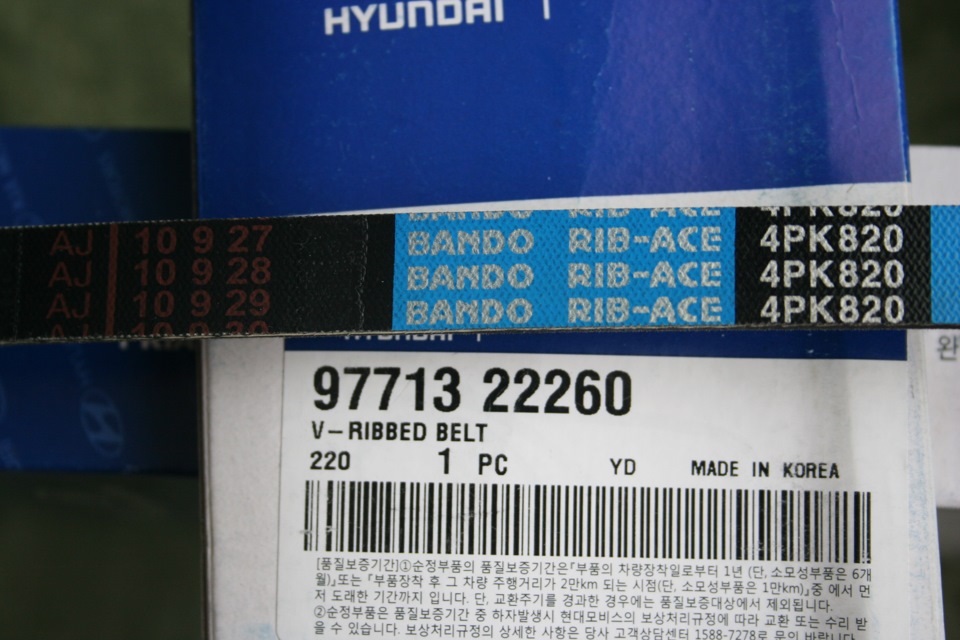 HYUNDAI
BANDO RIB-ACE 4PK820
AJ 10 9 27 BANDO RIB-ACE 4PK820
AJ 10 9 28 BANDO RIB-ACE 4PK820
AJ 10 9 29 BANDO RIB-ACE 4PK820
HYUNDAI
97713 22260
완
V-RIBBED BELT
220 1 PC YD MADE IN KOREA
[품질보증기간]①순정부품의 품질보증기간은「부품의 차량장착일로부터 1년 (단, 소모성부품은 6개
월)」또는 「부품장착 후 그 차량 주행거리가 2만km 되는 시점(단, 소모성부품은 1만km)」중 에서 먼
저 도래한 기간까지 입니다. 단, 교환주기를 경과한 경우에는 품질보증대상에서 제외됩니다.
②순정부품은 품질보증기간 중 하자발생시 현대모비스의 보상처리규정에 따라 교환 또는 수리 받
을 수 있습니다. 보상처리규정의 상세한 사항은 당사 고객상담센터 1588-7278로 문의 바랍니다